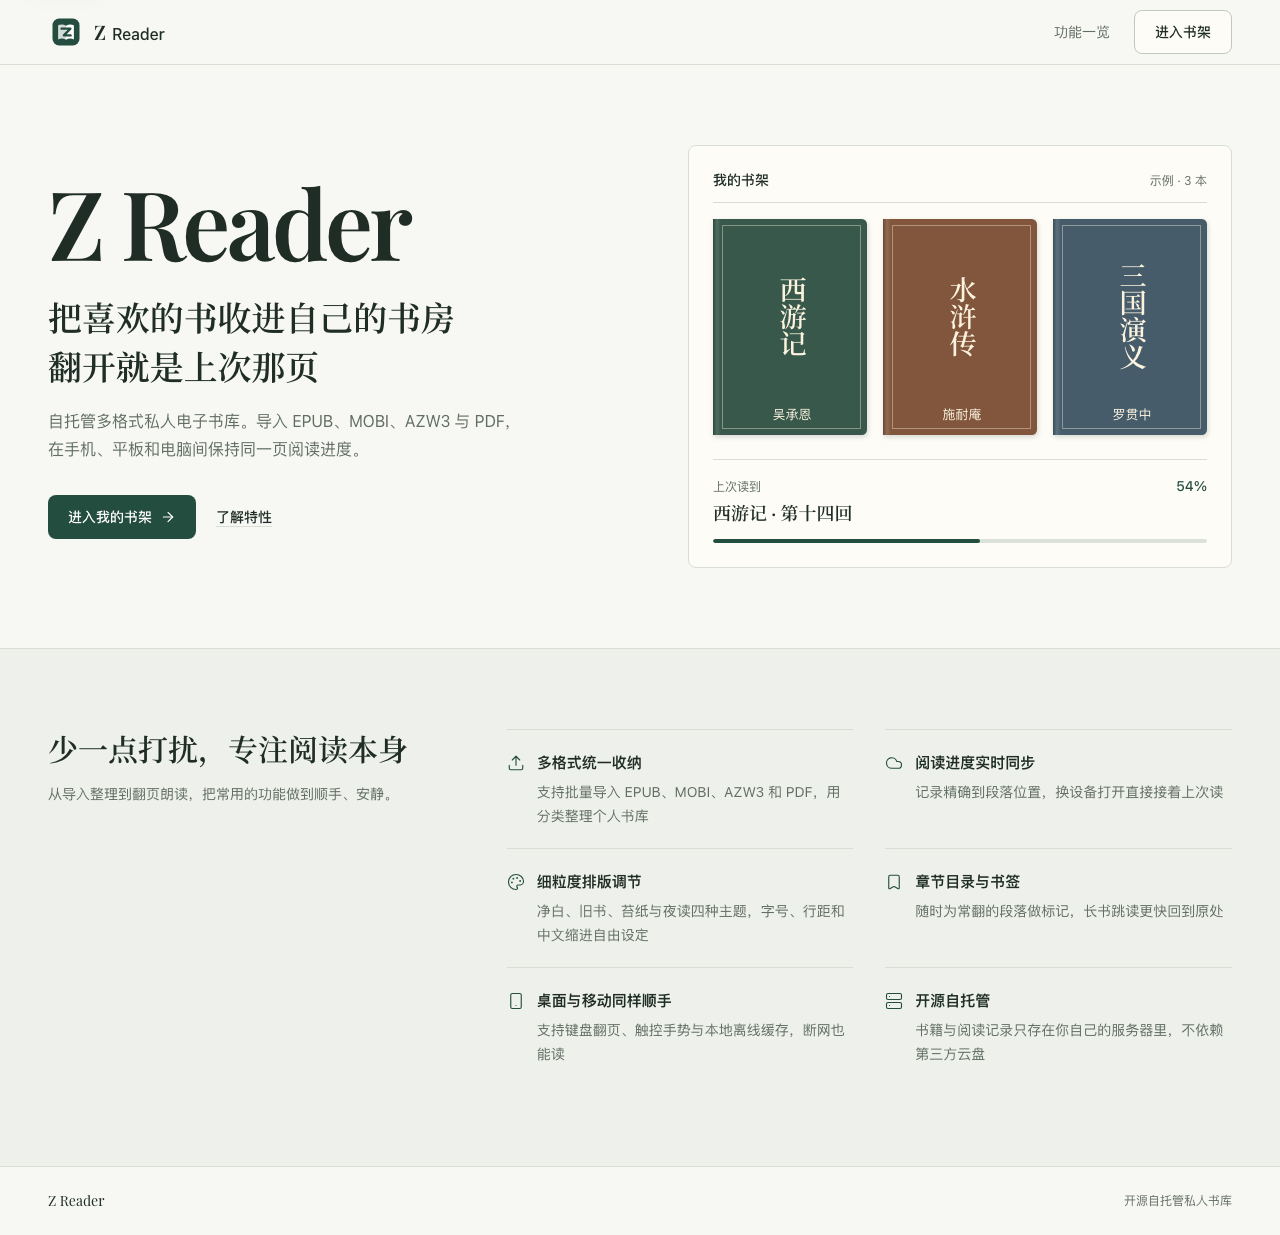 Z Reader
功能一览
进入书架
Z Reader
把喜欢的书收进自己的书房
翻开就是上次那页
自托管多格式私人电子书库。导入 EPUB、MOBI、AZW3 与 PDF，
在手机、平板和电脑间保持同一页阅读进度。
进入我的书架 →
了解特性
我的书架
示例 · 3 本
西游记
吴承恩
水浒传
施耐庵
三国演义
罗贯中
上次读到
54%
西游记 · 第十四回
少一点打扰，专注阅读本身
从导入整理到翻页朗读，把常用的功能做到顺手、安静。
多格式统一收纳
支持批量导入 EPUB、MOBI、AZW3 和 PDF，用
分类整理个人书库
阅读进度实时同步
记录精确到段落位置，换设备打开直接接着上次读
细粒度排版调节
净白、旧书、苔纸与夜读四种主题，字号、行距和
中文缩进自由设定
章节目录与书签
随时为常翻的段落做标记，长书跳读更快回到原处
桌面与移动同样顺手
支持键盘翻页、触控手势与本地离线缓存，断网也
能读
开源自托管
书籍与阅读记录只存在你自己的服务器里，不依赖
第三方云盘
Z Reader
开源自托管私人书库